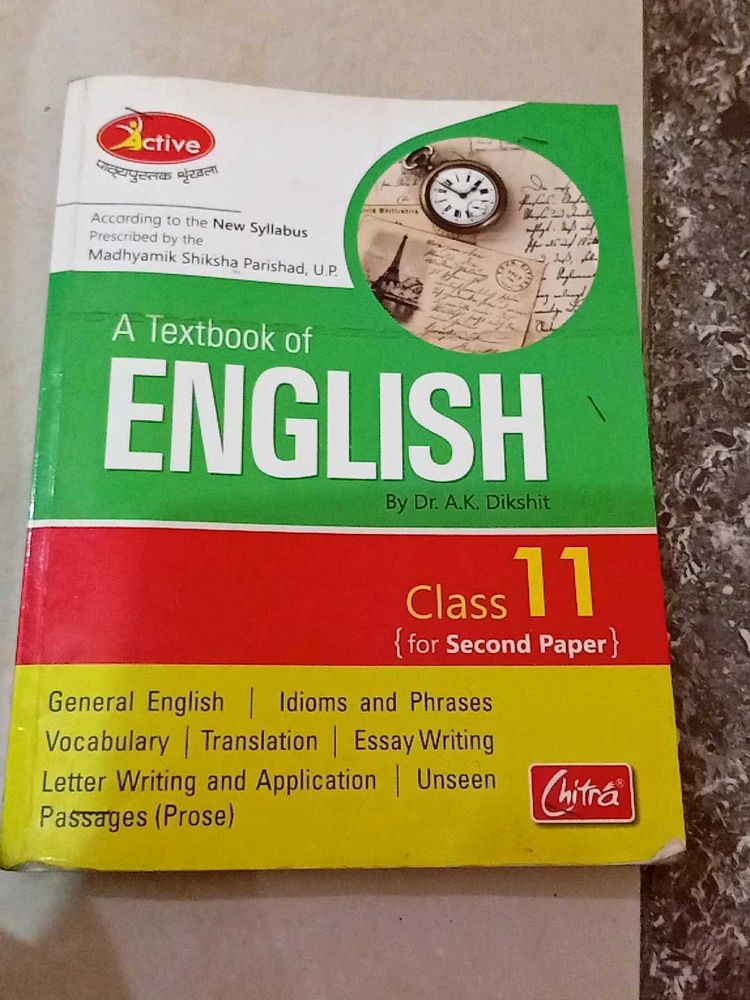 Active
पाठ्यपुस्तक श्रृंखला
According to the New Syllabus
Prescribed by the
Madhyamik Shiksha Parishad, U.P.
A Textbook of
ENGLISH
By Dr. A.K. Dikshit
Class 11
{for Second Paper}
General English | Idioms and Phrases
Vocabulary | Translation | Essay Writing
Letter Writing and Application | Unseen
Passages (Prose)
Chitra®